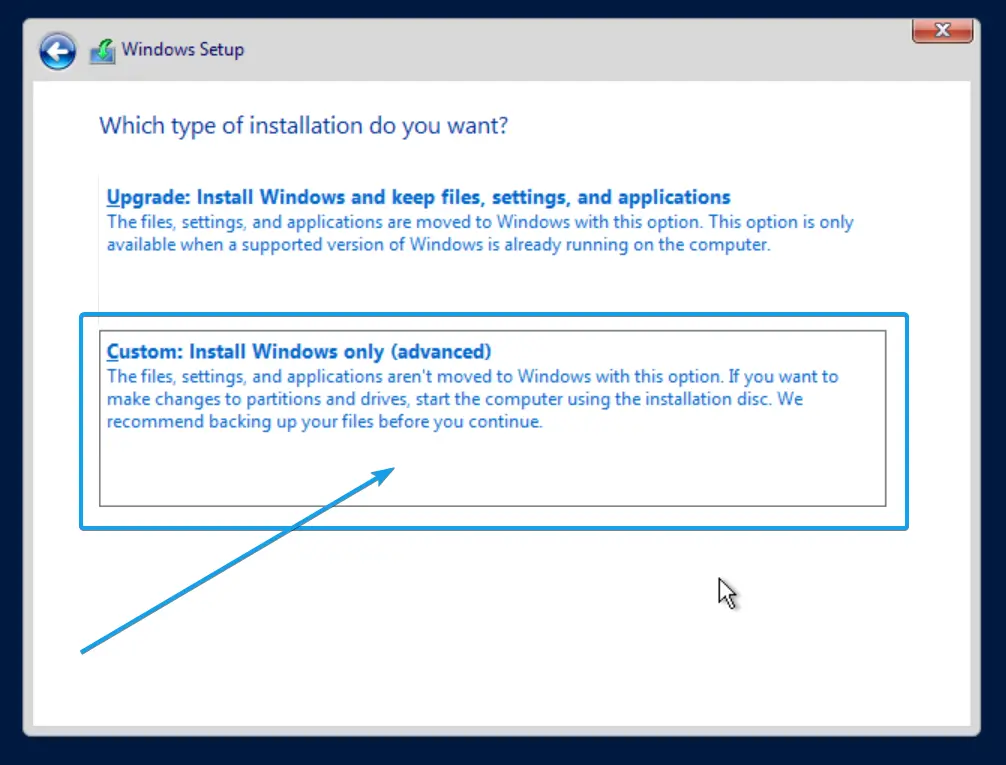 Windows Setup
Which type of installation do you want?
Upgrade: Install Windows and keep files, settings, and applications
The files, settings, and applications are moved to Windows with this option. This option is only
available when a supported version of Windows is already running on the computer.
Custom: Install Windows only (advanced)
The files, settings, and applications aren't moved to Windows with this option. If you want to
make changes to partitions and drives, start the computer using the installation disc. We
recommend backing up your files before you continue.